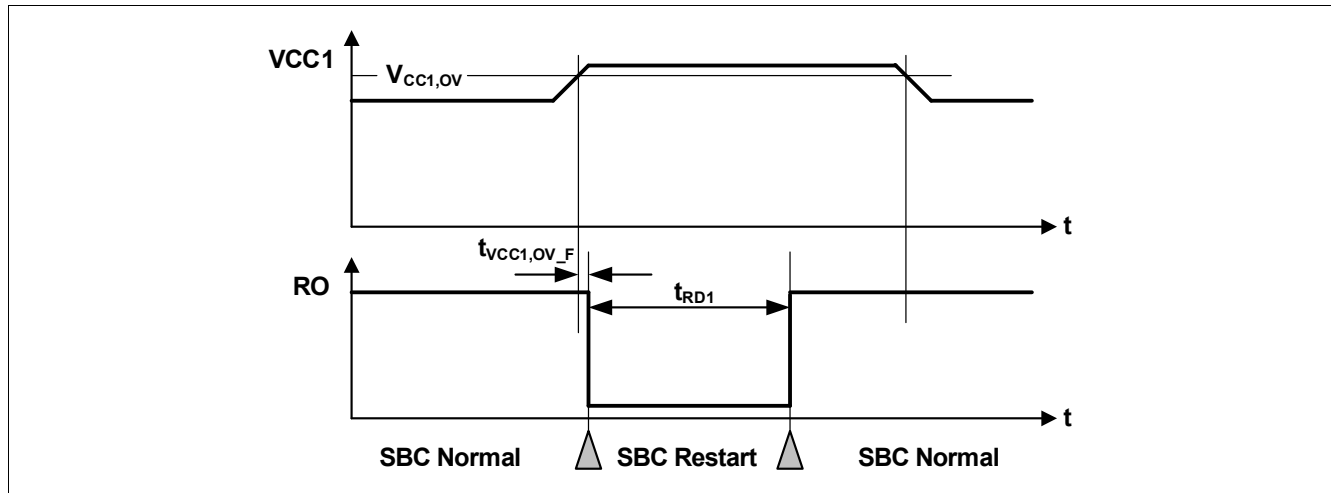 VCC1
VCC1,OV
t
tVCC1,OV_F
RO
tRD1
t
SBC Normal
SBC Restart
SBC Normal